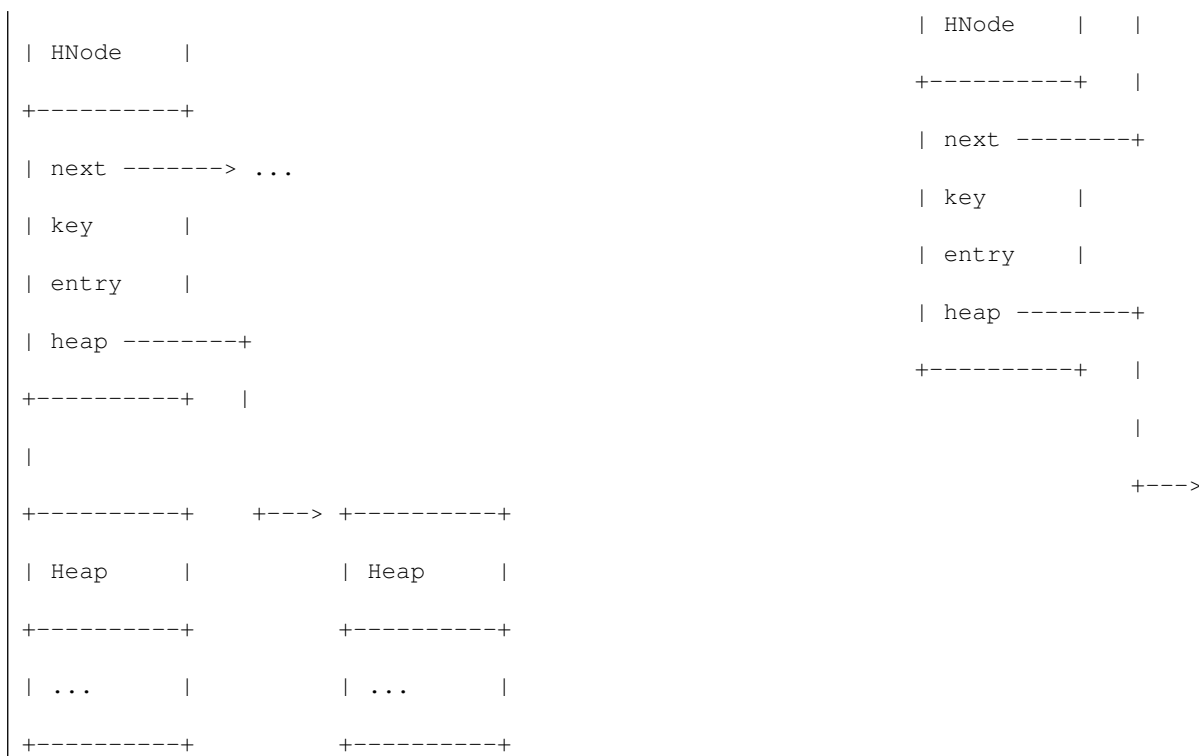 | HNode    |   |
| HNode    |
+----------+   |
+----------+
| next --------+
| next -------> ...
| key      |
| key      |
| entry    |
| entry    |
| heap --------+
| heap --------+
+----------+   |
+----------+   |
|
|
+--->
+----------+    +---> +----------+
| Heap     |          | Heap     |
+----------+          +----------+
| ...      |          | ...      |
+----------+          +----------+